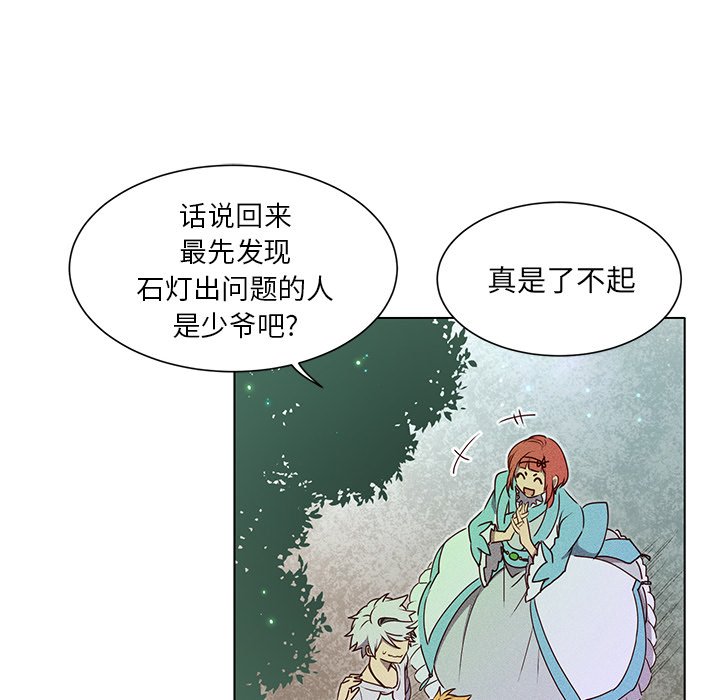 话说回来
最先发现
石灯出问题的人
是少爷吧?
真是了不起